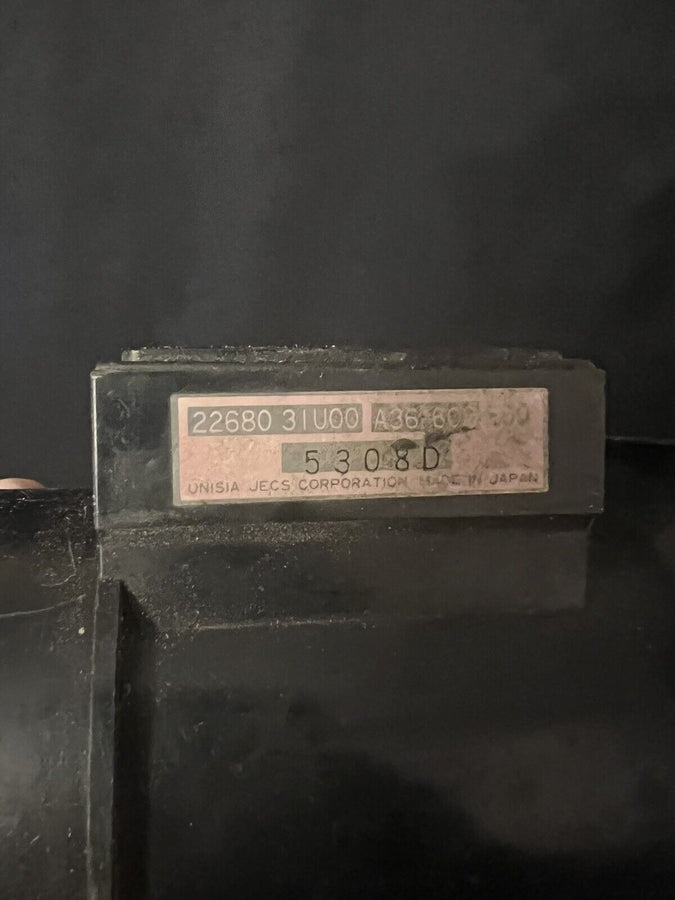 22680 31U00
5308D
UNISIA JECS CORPORATION MADE IN JAPAN